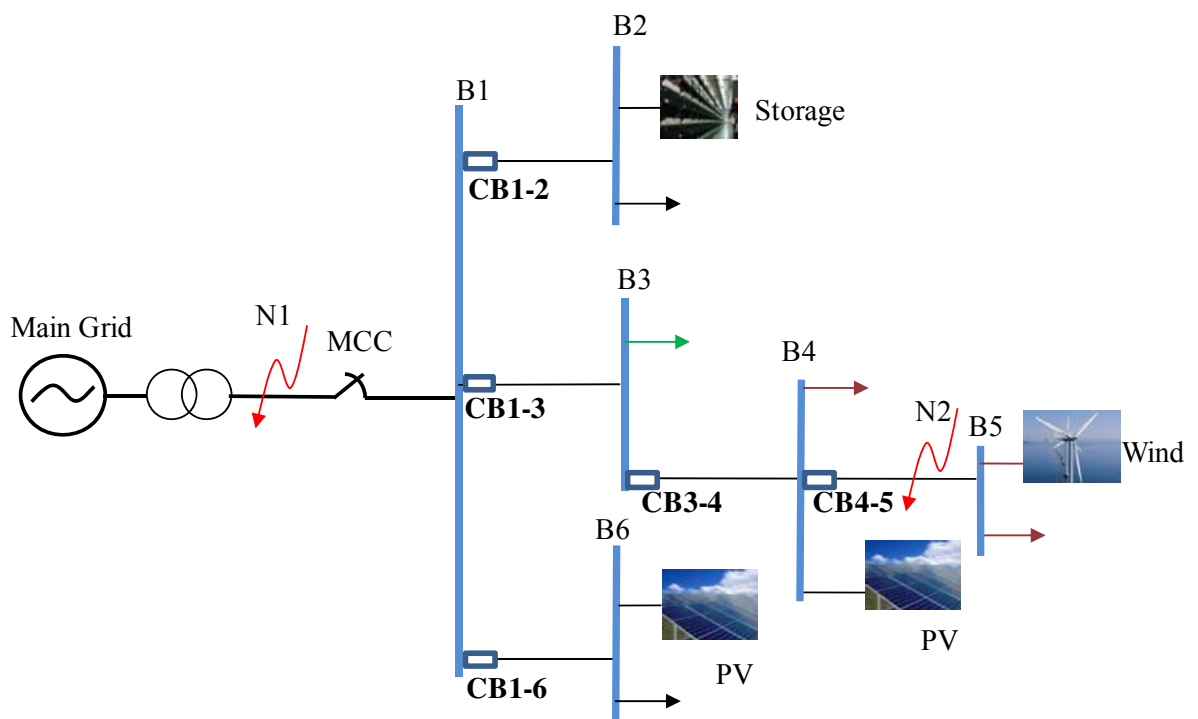 B2
B1
Storage
CB1-2
B3
N1
Main Grid
MCC
B4
CB1-3
N2
B5
Wind
CB3-4
CB4-5
B6
PV
PV
CB1-6